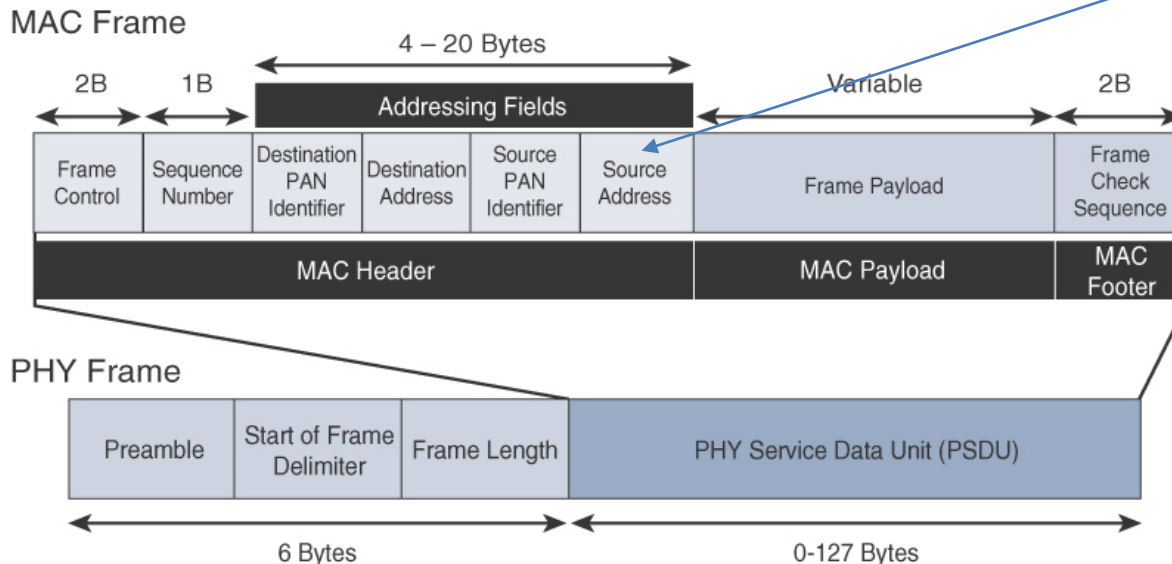 MAC Frame
4 – 20 Bytes
2B
1B
Addressing Fields
Variable
2B
Frame
Control
Sequence
Number
Destination
PAN
Identifier
Destination
Address
Source
PAN
Identifier
Source
Address
Frame Payload
Frame
Check
Sequence
MAC Header
MAC Payload
MAC
Footer
PHY Frame
Preamble
Start of Frame
Delimiter
Frame Length
PHY Service Data Unit (PSDU)
6 Bytes
0-127 Bytes